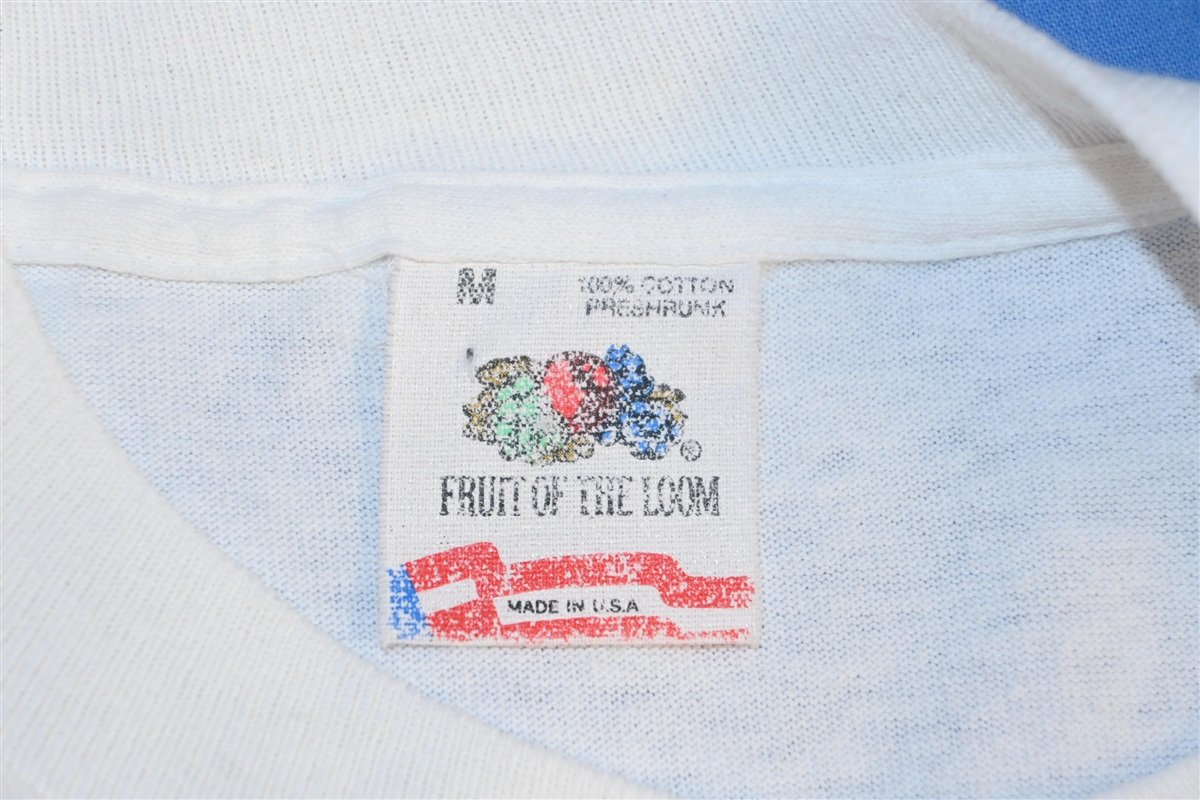 M
100% COTTON
PRESHRUNK
®
FRUIT OF THE LOOM
MADE IN U.S.A